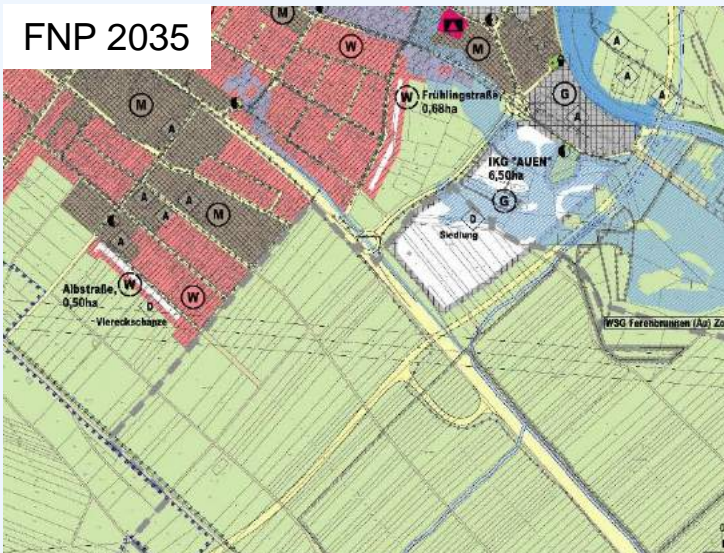 FNP 2035
M
W
M
A
A
W
Frühlingstraße,
0,68ha
G
A
A
M
A
IKG "AUEN"
6,50ha
G
D
Siedlung
A
A
M
A
A
Albstraße,
0,50ha
W
W
D
Viereckschanze
WSG Ferenbrunnen (Au) Zo